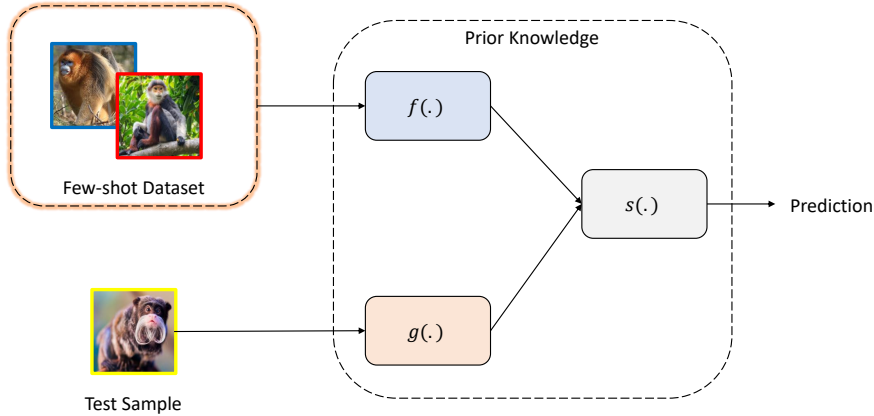 Prior Knowledge
f(.)
Few-shot Dataset
s(.)
Prediction
g(.)
Test Sample